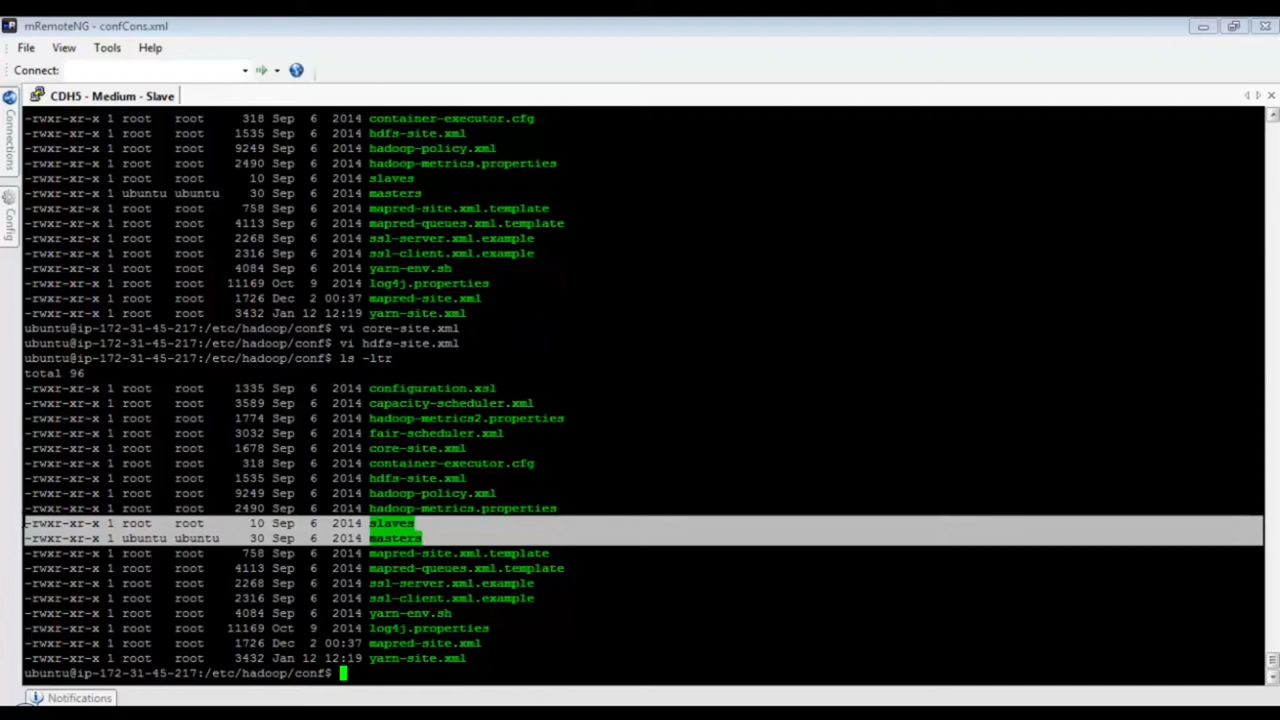 mRemoteNG - confCons.xml
File View Tools Help
Connect:
CDH5 - Medium - Slave
Connections
Config
-rwxr-xr-x 1 root root 318 Sep 6 2014 container-executor.cfg
-rwxr-xr-x 1 root root 1535 Sep 6 2014 hdfs-site.xml
-rwxr-xr-x 1 root root 9249 Sep 6 2014 hadoop-policy.xml
-rwxr-xr-x 1 root root 2490 Sep 6 2014 hadoop-metrics.properties
-rwxr-xr-x 1 root root 10 Sep 6 2014 slaves
-rwxr-xr-x 1 ubuntu ubuntu 30 Sep 6 2014 masters
-rwxr-xr-x 1 root root 758 Sep 6 2014 mapred-site.xml.template
-rwxr-xr-x 1 root root 4113 Sep 6 2014 mapred-queues.xml.template
-rwxr-xr-x 1 root root 2268 Sep 6 2014 ssl-server.xml.example
-rwxr-xr-x 1 root root 2316 Sep 6 2014 ssl-client.xml.example
-rwxr-xr-x 1 root root 4084 Sep 6 2014 yarn-env.sh
-rwxr-xr-x 1 root root 11169 Oct 9 2014 log4j.properties
-rwxr-xr-x 1 root root 1726 Dec 2 00:37 mapred-site.xml
-rwxr-xr-x 1 root root 3432 Jan 12 12:19 yarn-site.xml
ubuntu@ip-172-31-45-217:/etc/hadoop/conf$ vi core-site.xml
ubuntu@ip-172-31-45-217:/etc/hadoop/conf$ vi hdfs-site.xml
ubuntu@ip-172-31-45-217:/etc/hadoop/conf$ ls -ltr
total 96
-rwxr-xr-x 1 root root 1335 Sep 6 2014 configuration.xsl
-rwxr-xr-x 1 root root 3589 Sep 6 2014 capacity-scheduler.xml
-rwxr-xr-x 1 root root 1774 Sep 6 2014 hadoop-metrics2.properties
-rwxr-xr-x 1 root root 3032 Sep 6 2014 fair-scheduler.xml
-rwxr-xr-x 1 root root 1678 Sep 6 2014 core-site.xml
-rwxr-xr-x 1 root root 318 Sep 6 2014 container-executor.cfg
-rwxr-xr-x 1 root root 1535 Sep 6 2014 hdfs-site.xml
-rwxr-xr-x 1 root root 9249 Sep 6 2014 hadoop-policy.xml
-rwxr-xr-x 1 root root 2490 Sep 6 2014 hadoop-metrics.properties
-rwxr-xr-x 1 root root 10 Sep 6 2014 slaves
-rwxr-xr-x 1 ubuntu ubuntu 30 Sep 6 2014 masters
-rwxr-xr-x 1 root root 758 Sep 6 2014 mapred-site.xml.template
-rwxr-xr-x 1 root root 4113 Sep 6 2014 mapred-queues.xml.template
-rwxr-xr-x 1 root root 2268 Sep 6 2014 ssl-server.xml.example
-rwxr-xr-x 1 root root 2316 Sep 6 2014 ssl-client.xml.example
-rwxr-xr-x 1 root root 4084 Sep 6 2014 yarn-env.sh
-rwxr-xr-x 1 root root 11169 Oct 9 2014 log4j.properties
-rwxr-xr-x 1 root root 1726 Dec 2 00:37 mapred-site.xml
-rwxr-xr-x 1 root root 3432 Jan 12 12:19 yarn-site.xml
ubuntu@ip-172-31-45-217:/etc/hadoop/conf$
Notifications